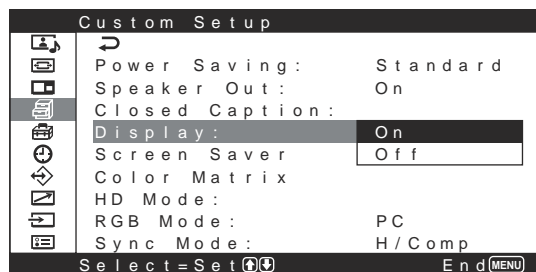 Custom Setup
Power Saving: Standard
Speaker Out: On
Closed Caption:
Display: On
Screen Saver Off
Color Matrix
HD Mode:
RGB Mode: PC
Sync Mode: H/Comp
Select=Set End MENU